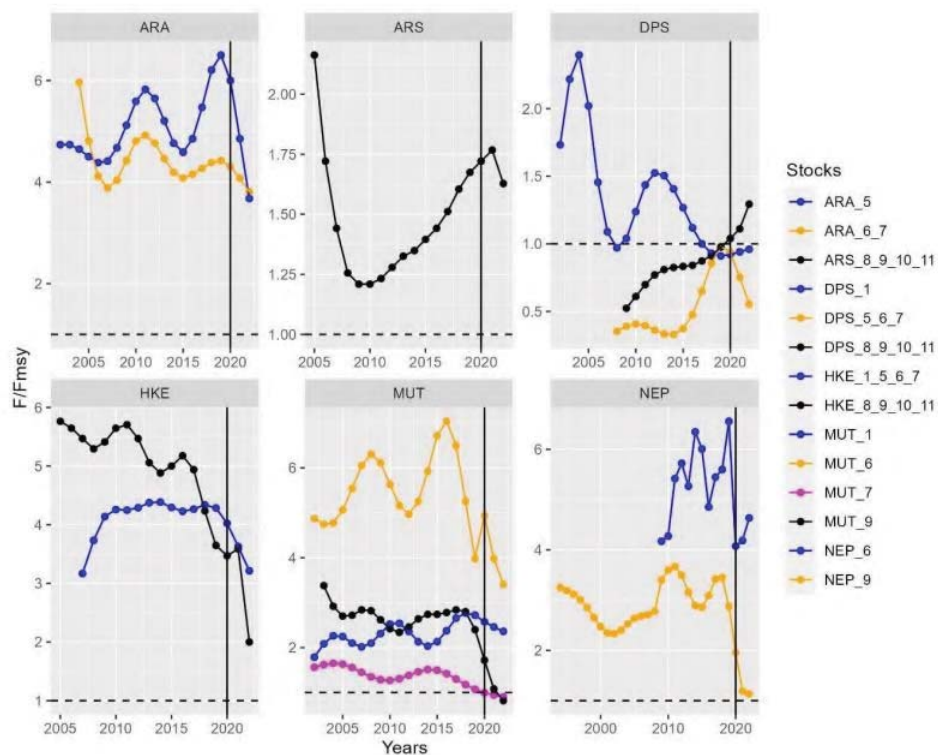 ARA
ARS
DPS
6
4
2
2005 2010 2015 2020
2.00
1.75
1.50
1.25
1.00
2005 2010 2015 2020
2.5
2.0
1.5
1.0
0.5
2005 2010 2015 2020
F/Fmsy
HKE
MUT
NEP
6
5
4
3
2
1
2005 2010 2015 2020
6
4
2
2005 2010 2015 2020
6
4
2
2000 2010 2020
Years
Stocks
ARA_5
ARA_6_7
ARS_8_9_10_11
DPS_1
DPS_5_6_7
DPS_8_9_10_11
HKE_1_5_6_7
HKE_8_9_10_11
MUT_1
MUT_6
MUT_7
MUT_9
NEP_6
NEP_9